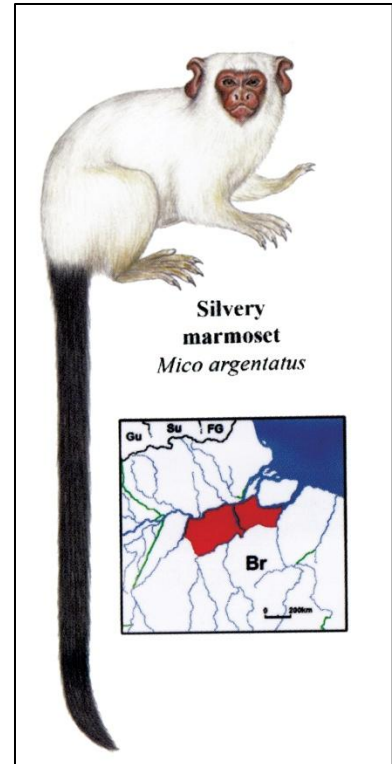 Silvery
marmoset
Mico argentatus
Gu Su FG
Br
0 200km